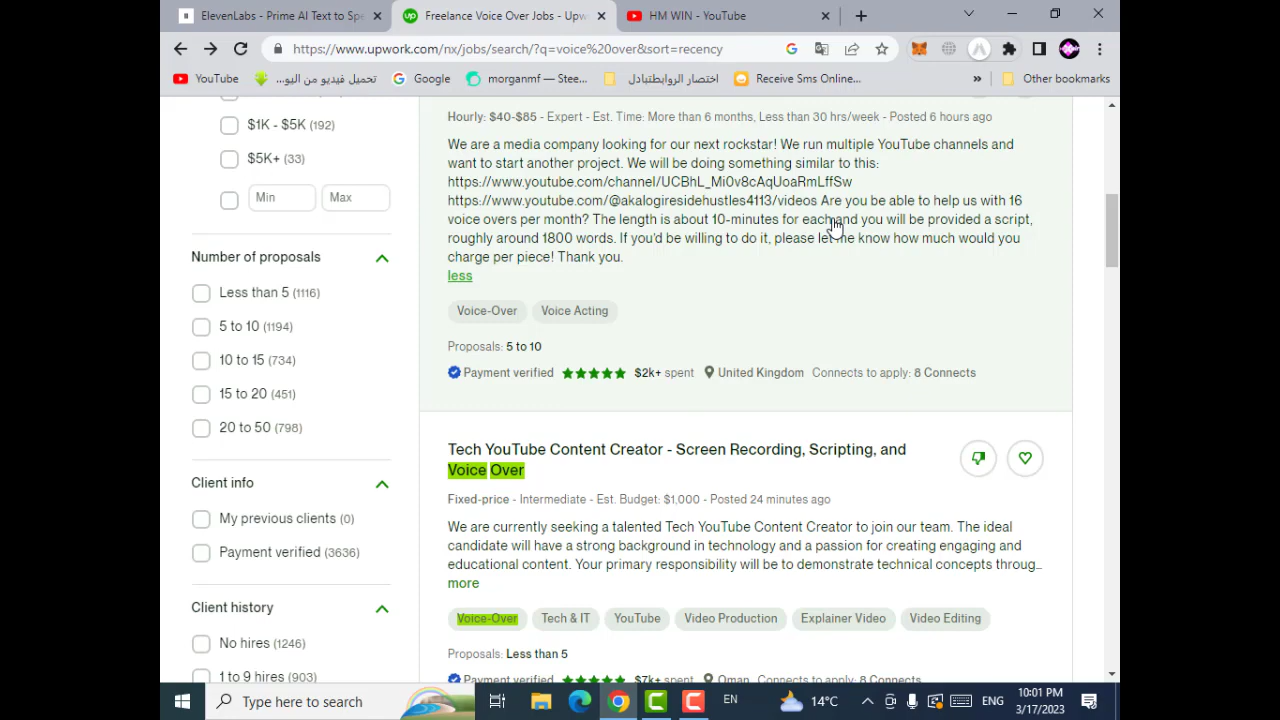 ElevenLabs - Prime AI Text to Spe
Freelance Voice Over Jobs - Upw
HM WIN - YouTube
https://www.upwork.com/nx/jobs/search/?q=voice%20over&sort=recency
YouTube
تحميل فيديو من اليو...
Google
morganmf — Stee...
اختصار الروابطتبادل
Receive Sms Online...
»
Other bookmarks
$1K - $5K (192)
$5K+ (33)
Min
Max
Number of proposals
Less than 5 (1116)
5 to 10 (1194)
10 to 15 (734)
15 to 20 (451)
20 to 50 (798)
Client info
My previous clients (0)
Payment verified (3636)
Client history
No hires (1246)
1 to 9 hires (903)
Hourly: $40-$85 - Expert - Est. Time: More than 6 months, Less than 30 hrs/week - Posted 6 hours ago
We are a media company looking for our next rockstar! We run multiple YouTube channels and
want to start another project. We will be doing something similar to this:
https://www.youtube.com/channel/UCBhL_Mi0v8cAqUoaRmLffSw
https://www.youtube.com/@akalogiresidehustles4113/videos Are you be able to help us with 16
voice overs per month? The length is about 10-minutes for each and you will be provided a script,
roughly around 1800 words. If you'd be willing to do it, please let me know how much would you
charge per piece! Thank you.
less
Voice-Over
Voice Acting
Proposals: 5 to 10
Payment verified
$2k+ spent
United Kingdom
Connects to apply: 8 Connects
Tech YouTube Content Creator - Screen Recording, Scripting, and
Voice Over
Fixed-price - Intermediate - Est. Budget: $1,000 - Posted 24 minutes ago
We are currently seeking a talented Tech YouTube Content Creator to join our team. The ideal
candidate will have a strong background in technology and a passion for creating engaging and
educational content. Your primary responsibility will be to demonstrate technical concepts throug...
more
Voice-Over
Tech & IT
YouTube
Video Production
Explainer Video
Video Editing
Proposals: Less than 5
Payment verified
$7k+ spent
Oman
Connects to apply: 8 Connects
Type here to search
EN
14°C
ENG
10:01 PM
3/17/2023